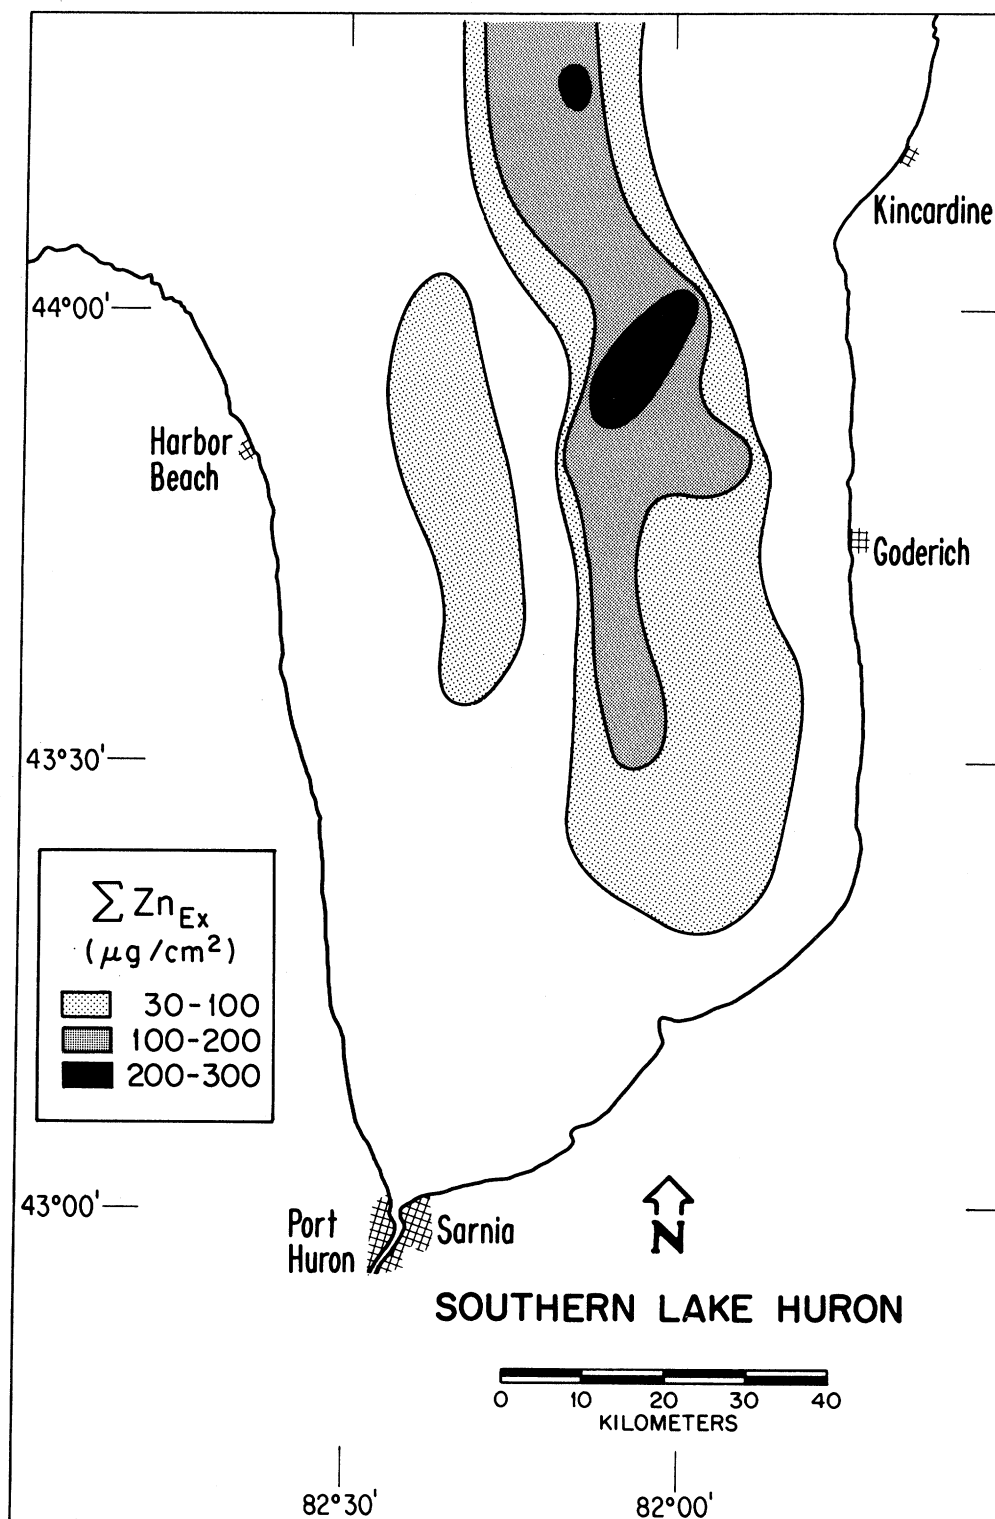 Kincardine
44°00'
Harbor
Beach
Goderich
43°30'
∑ Zn_Ex
(μg/cm²)
30-100
100-200
200-300
43°00'
Port
Huron
Sarnia
N
SOUTHERN LAKE HURON
0 10 20 30 40
KILOMETERS
82°30' 82°00'